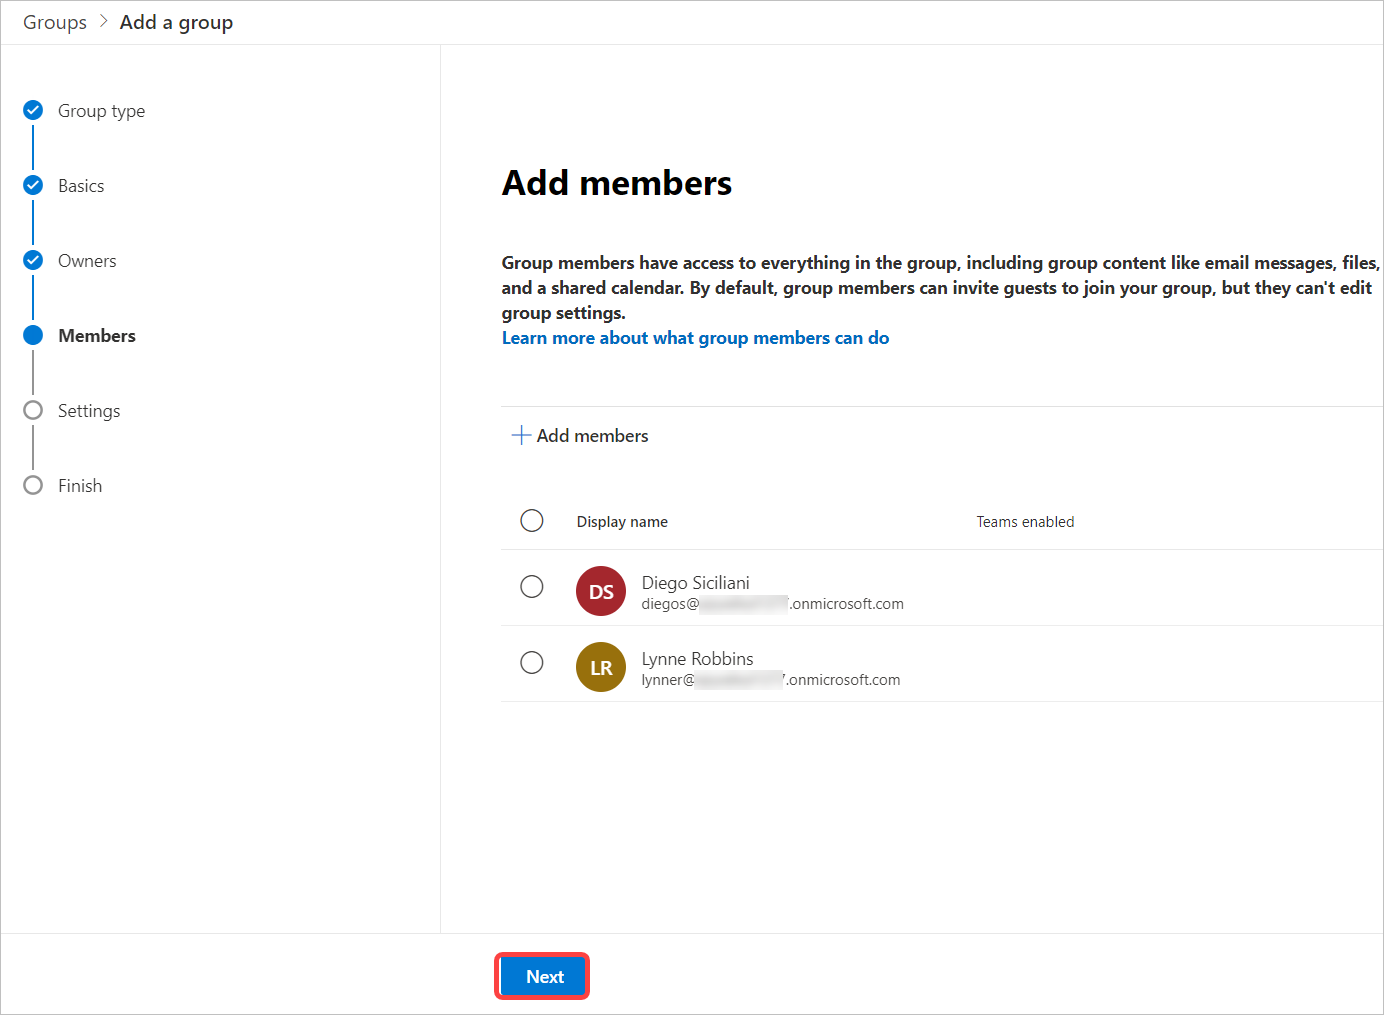 Groups > Add a group
Group type
Basics
Owners
Members
Settings
Finish
Add members
Group members have access to everything in the group, including group content like email messages, files,
and a shared calendar. By default, group members can invite guests to join your group, but they can't edit
group settings.
Learn more about what group members can do
Add members
Display name Teams enabled
DS
Diego Siciliani
diegos@ .onmicrosoft.com
LR
Lynne Robbins
lynner@ .onmicrosoft.com
Next